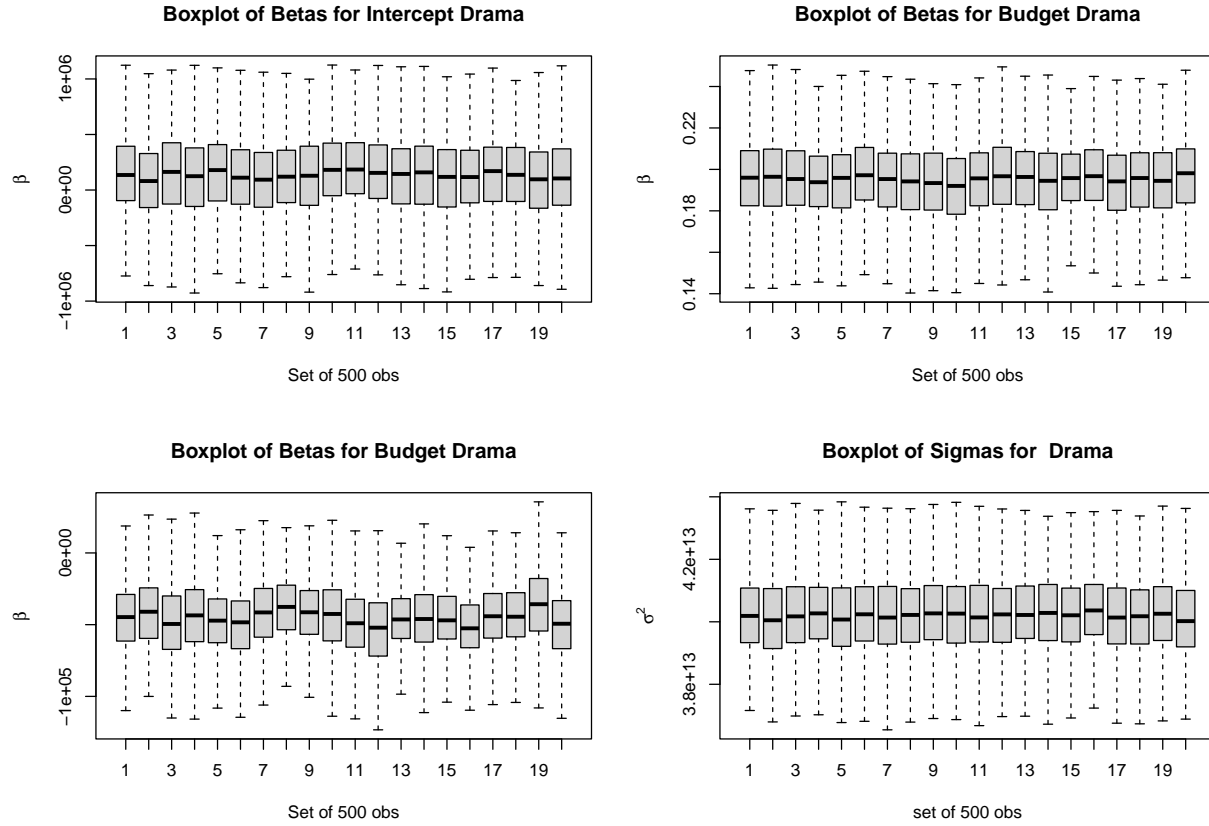 Boxplot of Betas for Intercept Drama
β
1e+06
0e+00
−1e+06
1 3 5 7 9 11 13 15 17 19
Set of 500 obs
Boxplot of Betas for Budget Drama
β
0.22
0.18
0.14
1 3 5 7 9 11 13 15 17 19
Set of 500 obs
Boxplot of Betas for Budget Drama
β
0e+00
−1e+05
1 3 5 7 9 11 13 15 17 19
Set of 500 obs
Boxplot of Sigmas for  Drama
σ²
4.2e+13
3.8e+13
1 3 5 7 9 11 13 15 17 19
set of 500 obs